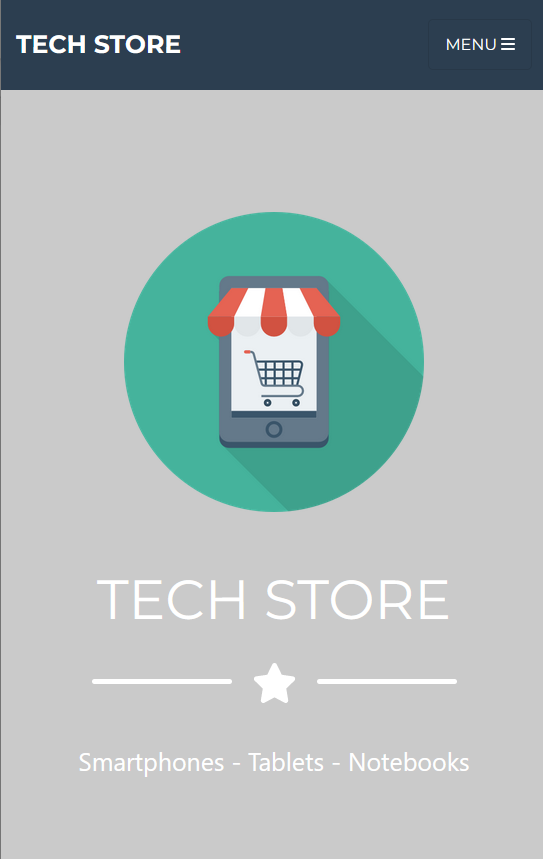 TECH STORE
MENU
TECH STORE
Smartphones - Tablets - Notebooks